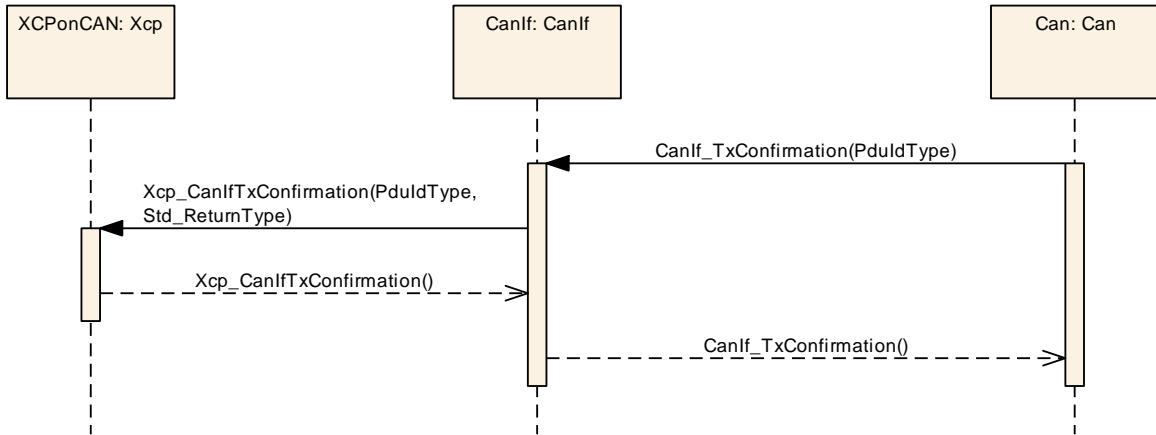 XCPonCAN: Xcp
CanIf: CanIf
Can: Can
CanIf_TxConfirmation(PduIdType)
Xcp_CanIfTxConfirmation(PduIdType,
Std_ReturnType)
Xcp_CanIfTxConfirmation()
CanIf_TxConfirmation()